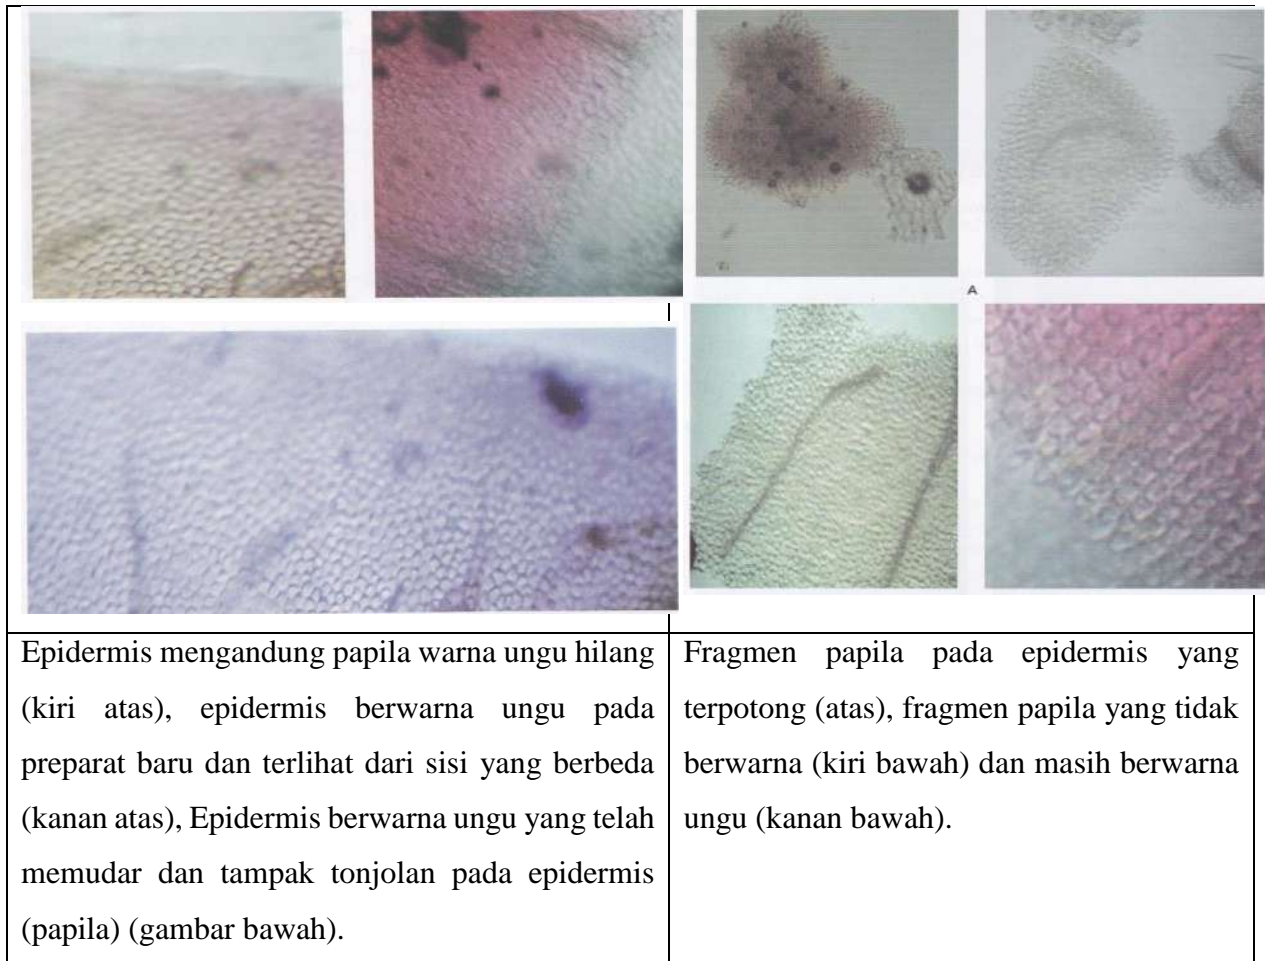 A
Epidermis mengandung papila warna ungu hilang
(kiri atas), epidermis berwarna ungu pada
preparat baru dan terlihat dari sisi yang berbeda
(kanan atas), Epidermis berwarna ungu yang telah
memudar dan tampak tonjolan pada epidermis
(papila) (gambar bawah).
Fragmen papila pada epidermis yang
terpotong (atas), fragmen papila yang tidak
berwarna (kiri bawah) dan masih berwarna
ungu (kanan bawah).